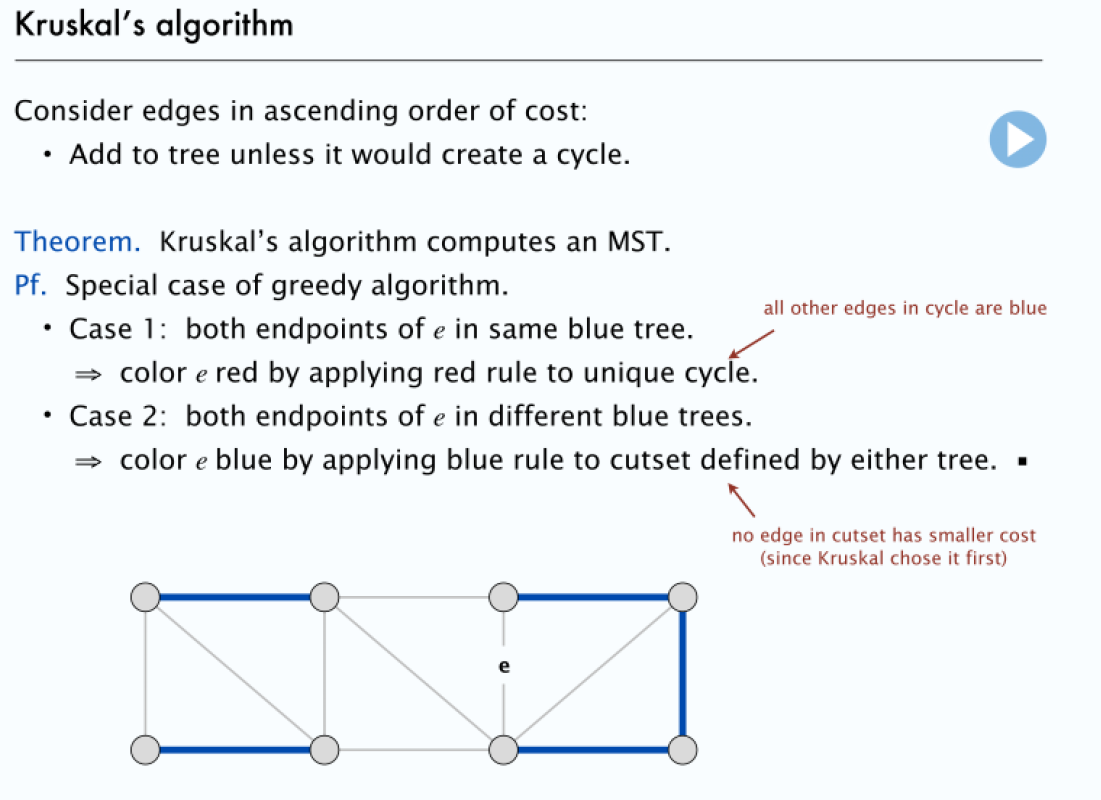 Kruskal's algorithm
Consider edges in ascending order of cost:
• Add to tree unless it would create a cycle.
Theorem. Kruskal's algorithm computes an MST.
Pf. Special case of greedy algorithm.
all other edges in cycle are blue
• Case 1: both endpoints of e in same blue tree.
⇒ color e red by applying red rule to unique cycle.
• Case 2: both endpoints of e in different blue trees.
⇒ color e blue by applying blue rule to cutset defined by either tree. ▪
no edge in cutset has smaller cost
(since Kruskal chose it first)
e